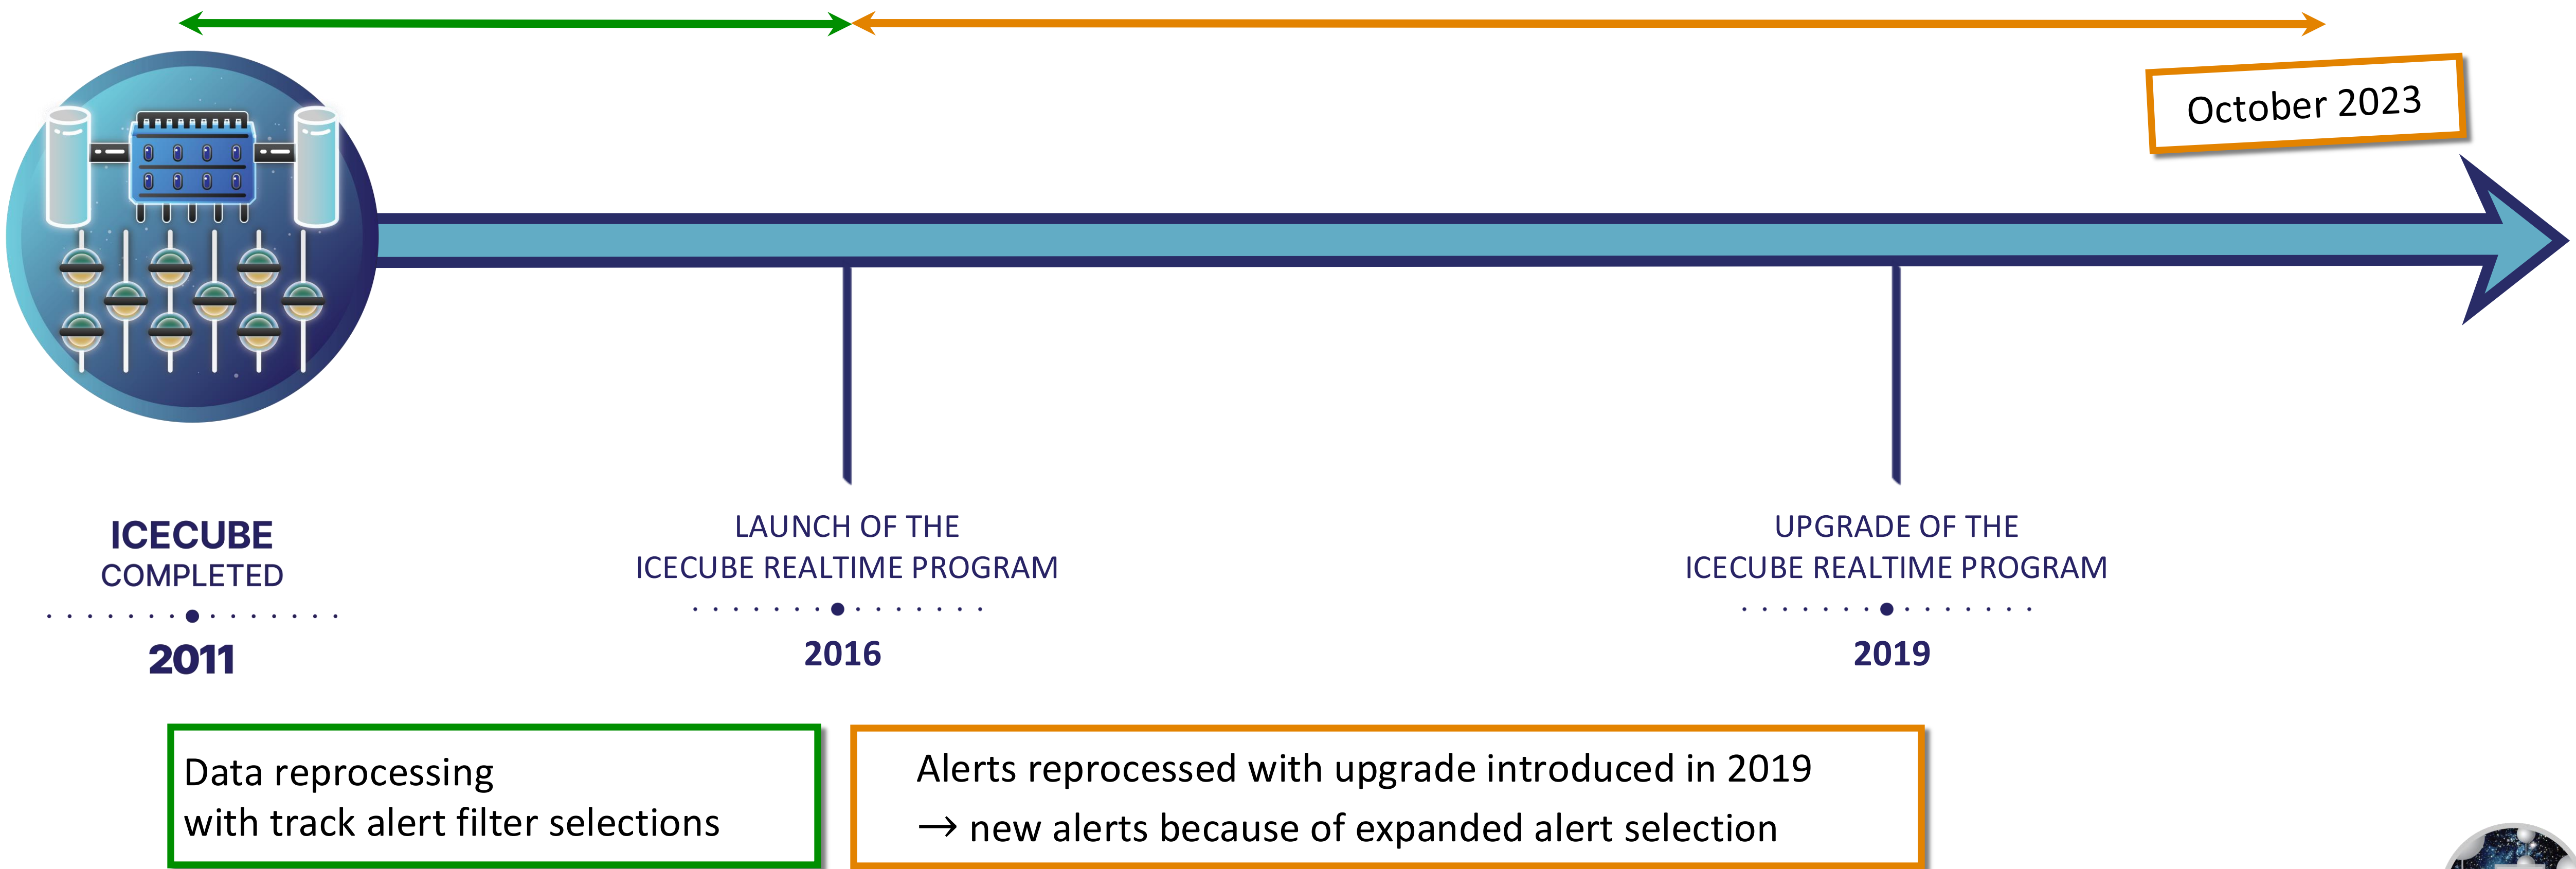 October 2023
ICECUBE
COMPLETED
2011
LAUNCH OF THE
ICECUBE REALTIME PROGRAM
2016
UPGRADE OF THE
ICECUBE REALTIME PROGRAM
2019
Data reprocessing
with track alert filter selections
Alerts reprocessed with upgrade introduced in 2019
→ new alerts because of expanded alert selection